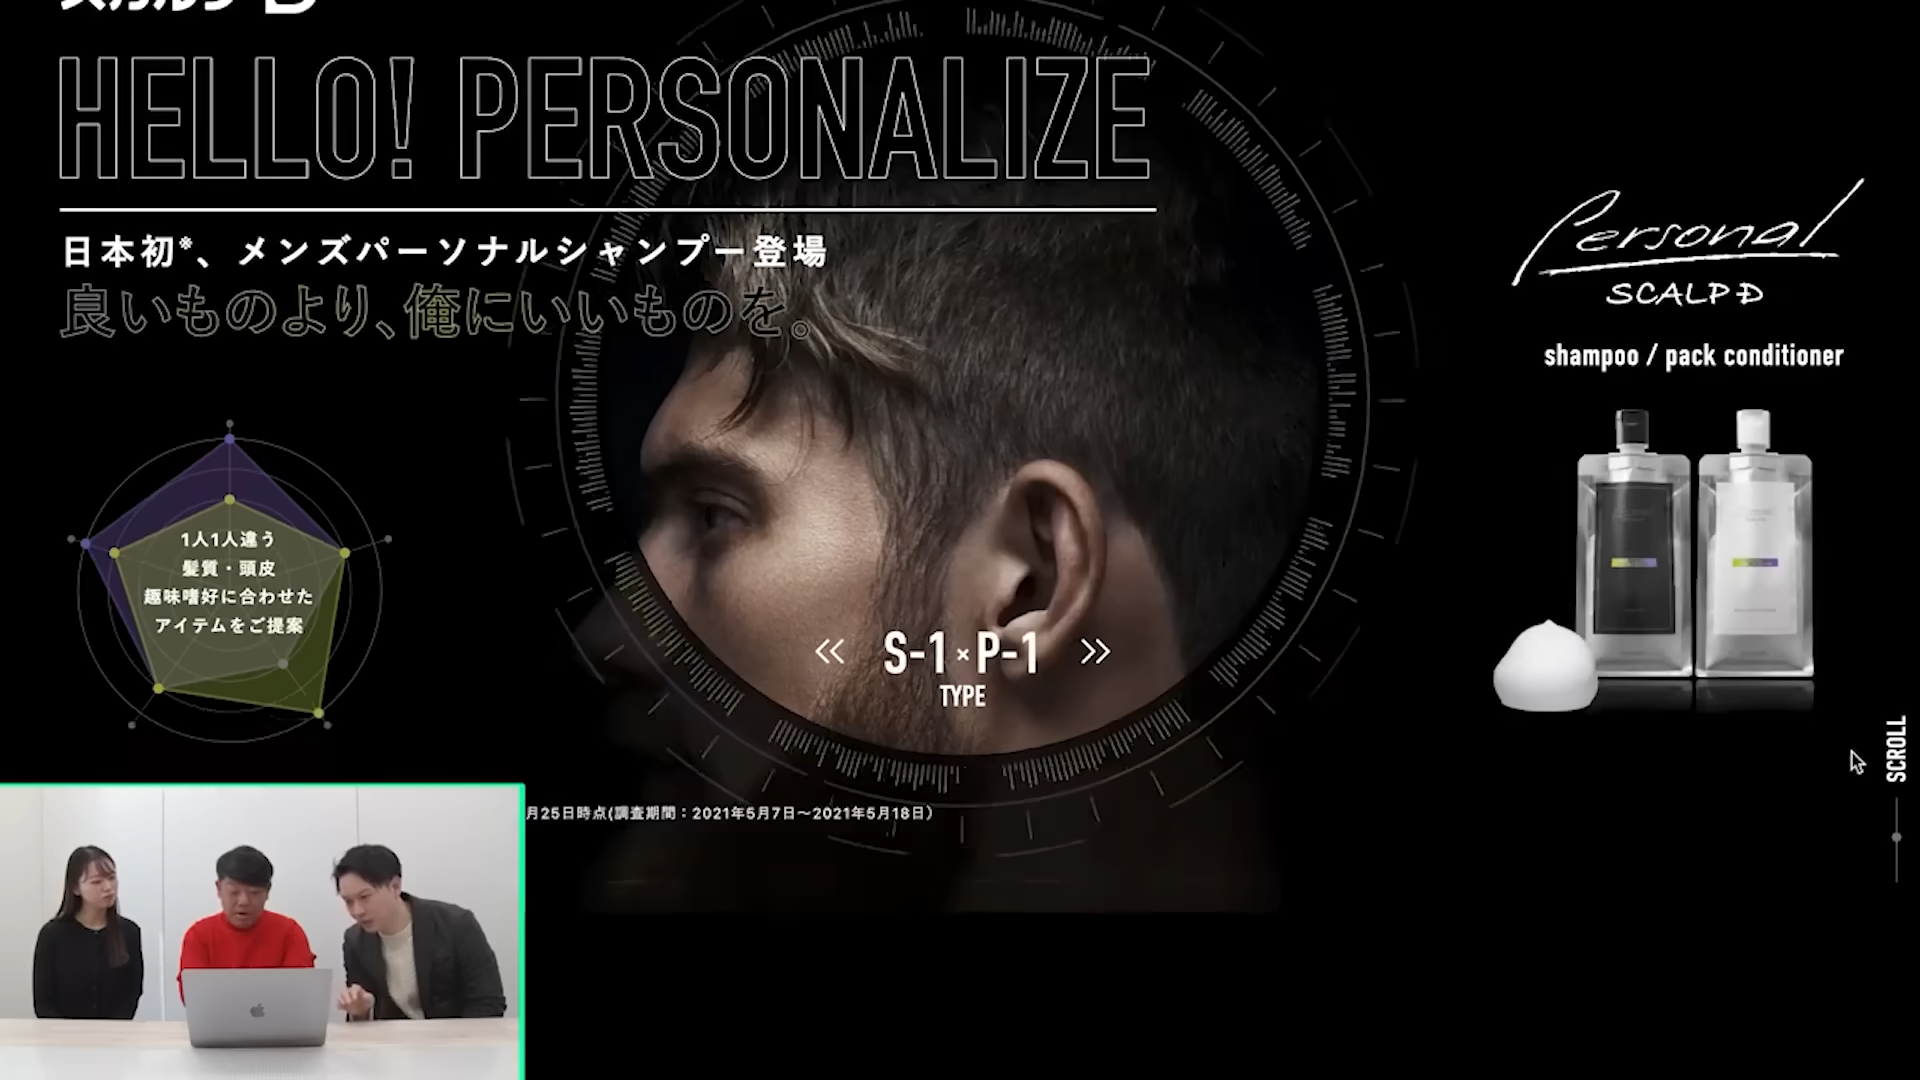 スカルプD
HELLO! PERSONALIZE
日本初※、メンズパーソナルシャンプー登場
良いものより、俺にいいものを。
1人1人違う
髪質・頭皮
趣味嗜好に合わせた
アイテムをご提案
« S-1×P-1 »
TYPE
Personal
SCALP D
shampoo / pack conditioner
SCROLL
月25日時点(調査期間：2021年5月7日〜2021年5月18日)